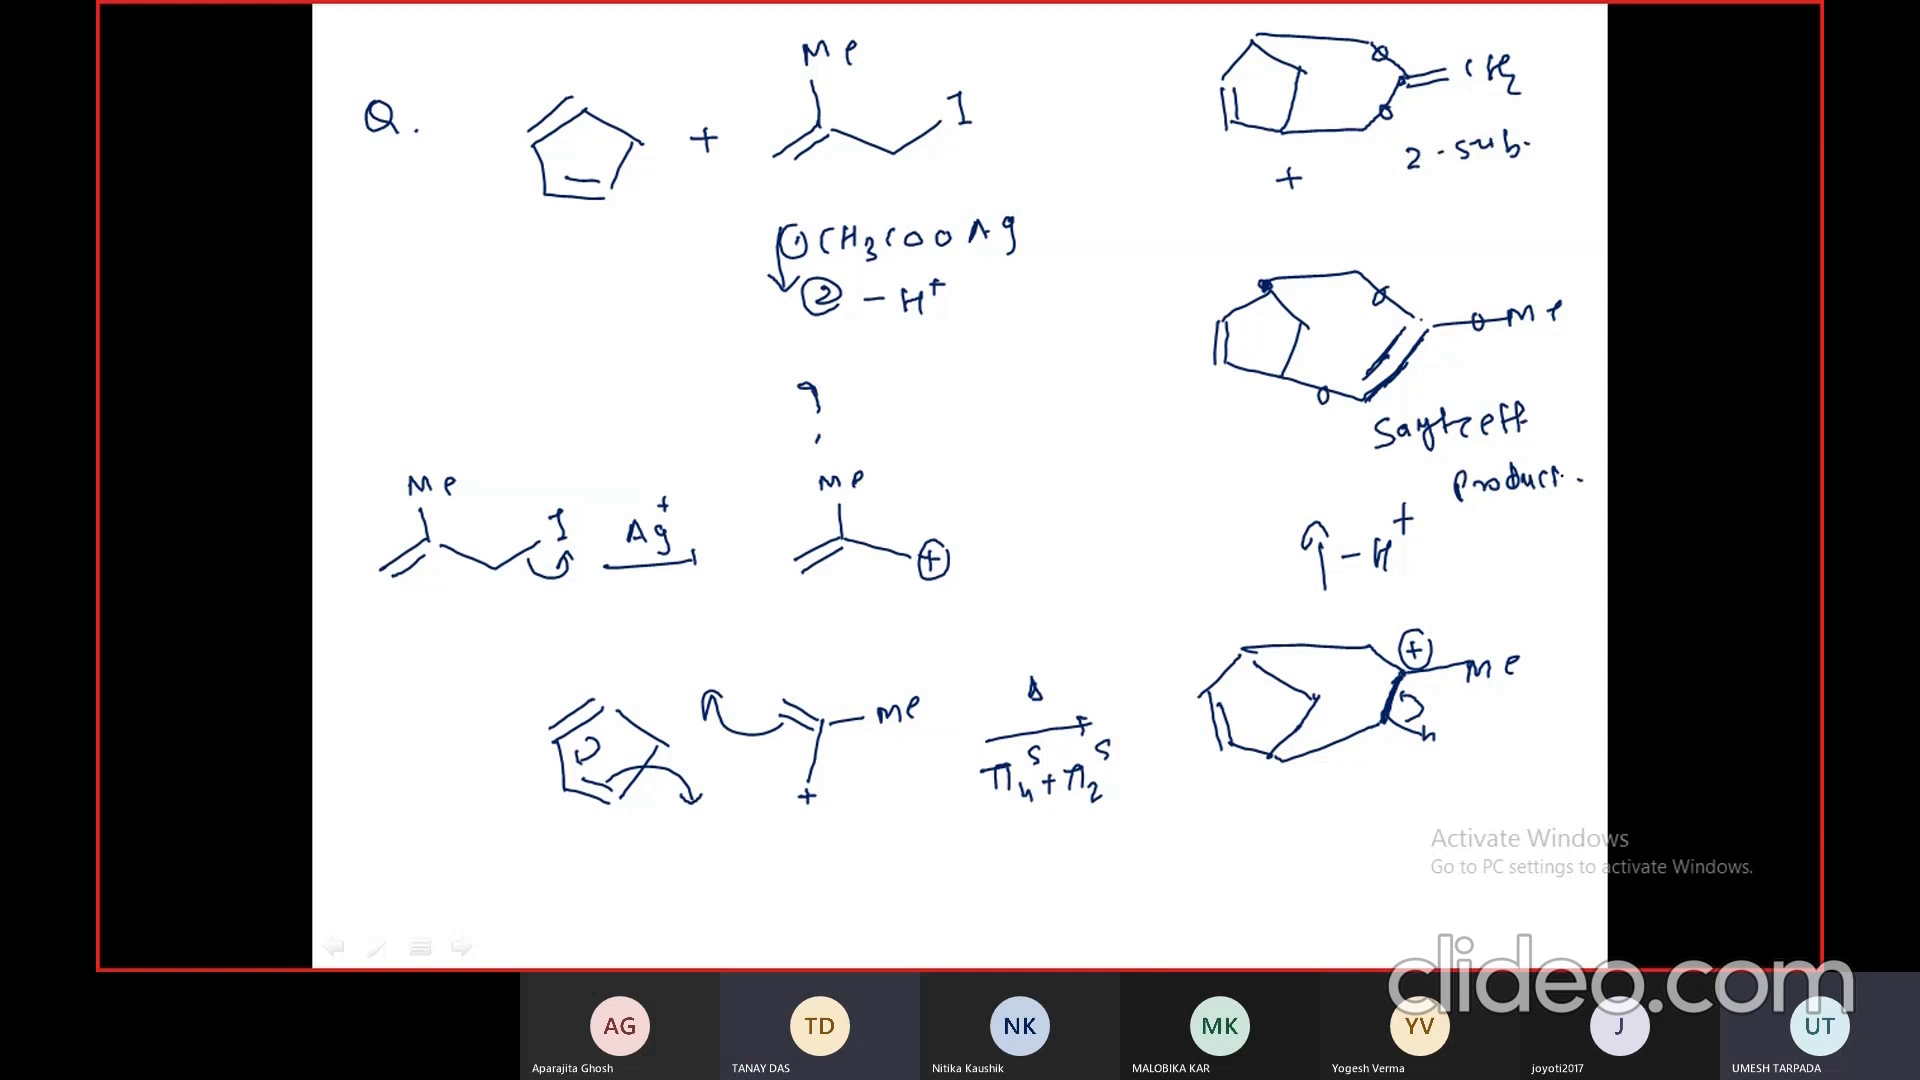 Q.
Me
I
+
① CH3COOAg
② - H+
?
=CH2
2-sub.
+
Me
Saytzeff
Product.
- H+
Me
I
Ag+
Me
+
Me
+
Δ
π4s + π2s
+
Me
H
Activate Windows
Go to PC settings to activate Windows.
clideo.com
AG
TD
NK
MK
YV
J
UT
Aparajita Ghosh
TANAY DAS
Nitika Kaushik
MALOBIKA KAR
Yogesh Verma
joyoti2017
UMESH TARPADA